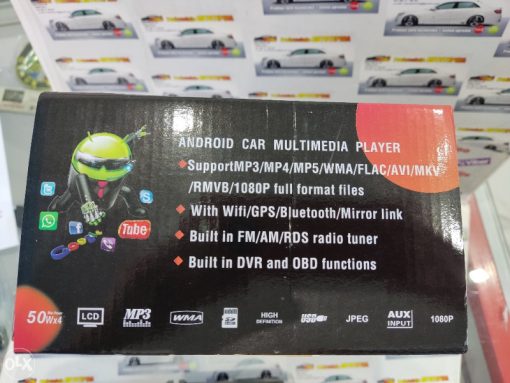 ANDROID CAR MULTIMEDIA PLAYER
SupportMP3/MP4/MP5/WMA/FLAC/AVI/MKV
/RMVB/1080P full format files
With Wifi/GPS/Bluetooth/Mirror link
Built in FM/AM/RDS radio tuner
Built in DVR and OBD functions
Tube
50Wx4
LCD
MP3
WMA
HIGH
DEFINITION
USB
JPEG
AUX
INPUT
1080P
OLX